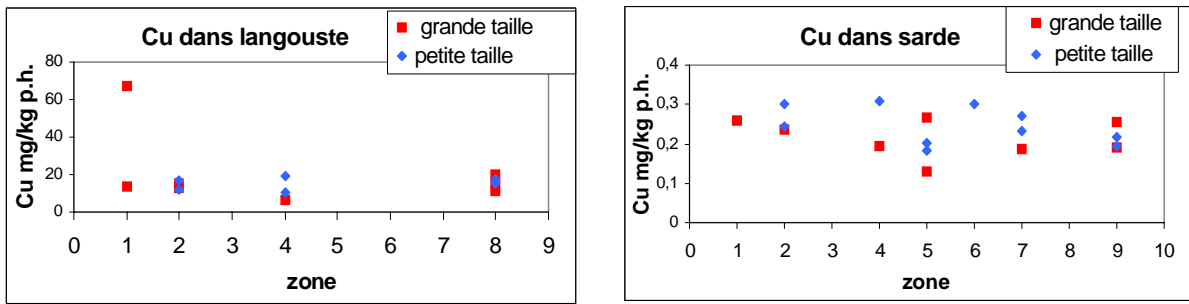 Cu dans langouste
grande taille
petite taille
Cu mg/kg p.h.
80
60
40
20
0
0 1 2 3 4 5 6 7 8 9
zone
Cu dans sarde
grande taille
petite taille
Cu mg/kg p.h.
0,4
0,3
0,2
0,1
0
0 1 2 3 4 5 6 7 8 9 10
zone